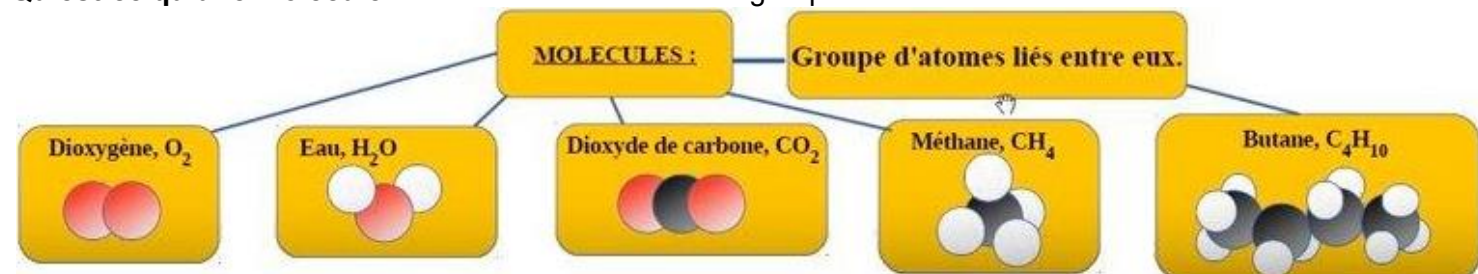 MOLECULES :
Groupe d'atomes liés entre eux.
Dioxygène, O₂
Eau, H₂O
Dioxyde de carbone, CO₂
Méthane, CH₄
Butane, C₄H₁₀